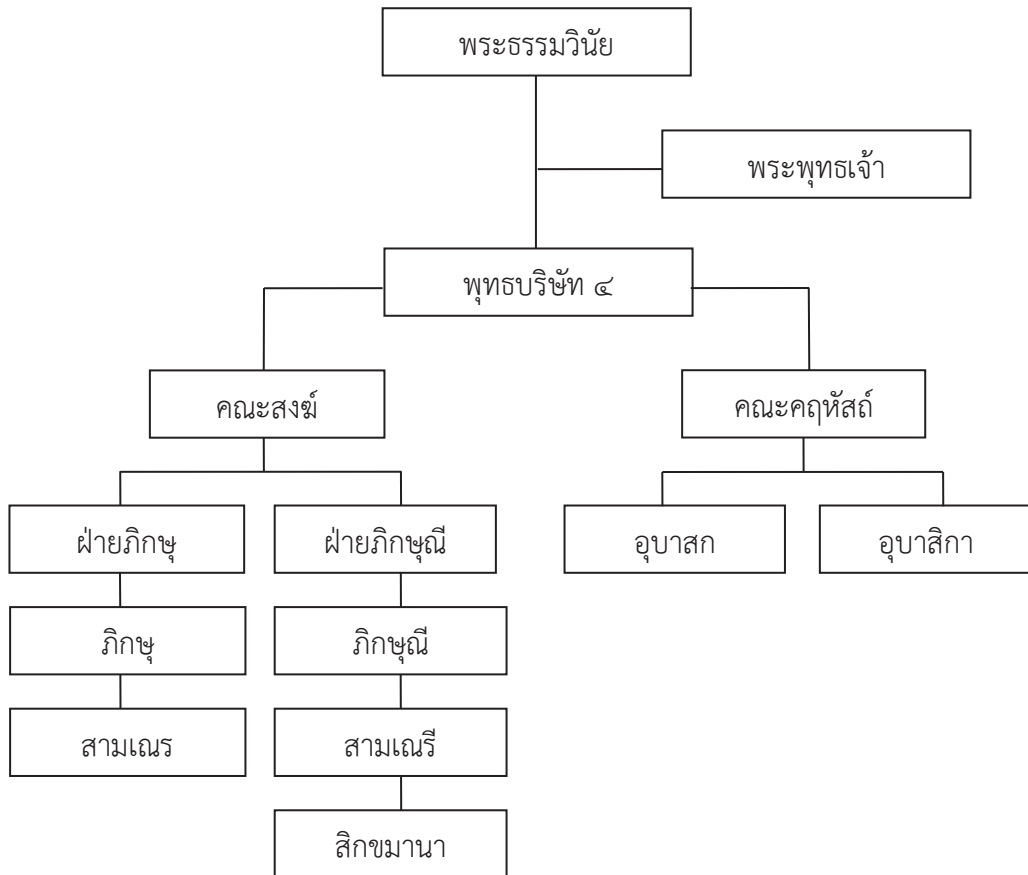 พระธรรมวินัย
พระพุทธเจ้า
พุทธบริษัท ๔
คณะสงฆ์
คณะคฤหัสถ์
ฝ่ายภิกษุ
ฝ่ายภิกษุณี
อุบาสก
อุบาสิกา
ภิกษุ
ภิกษุณี
สามเณร
สามเณรี
สิกขมานา